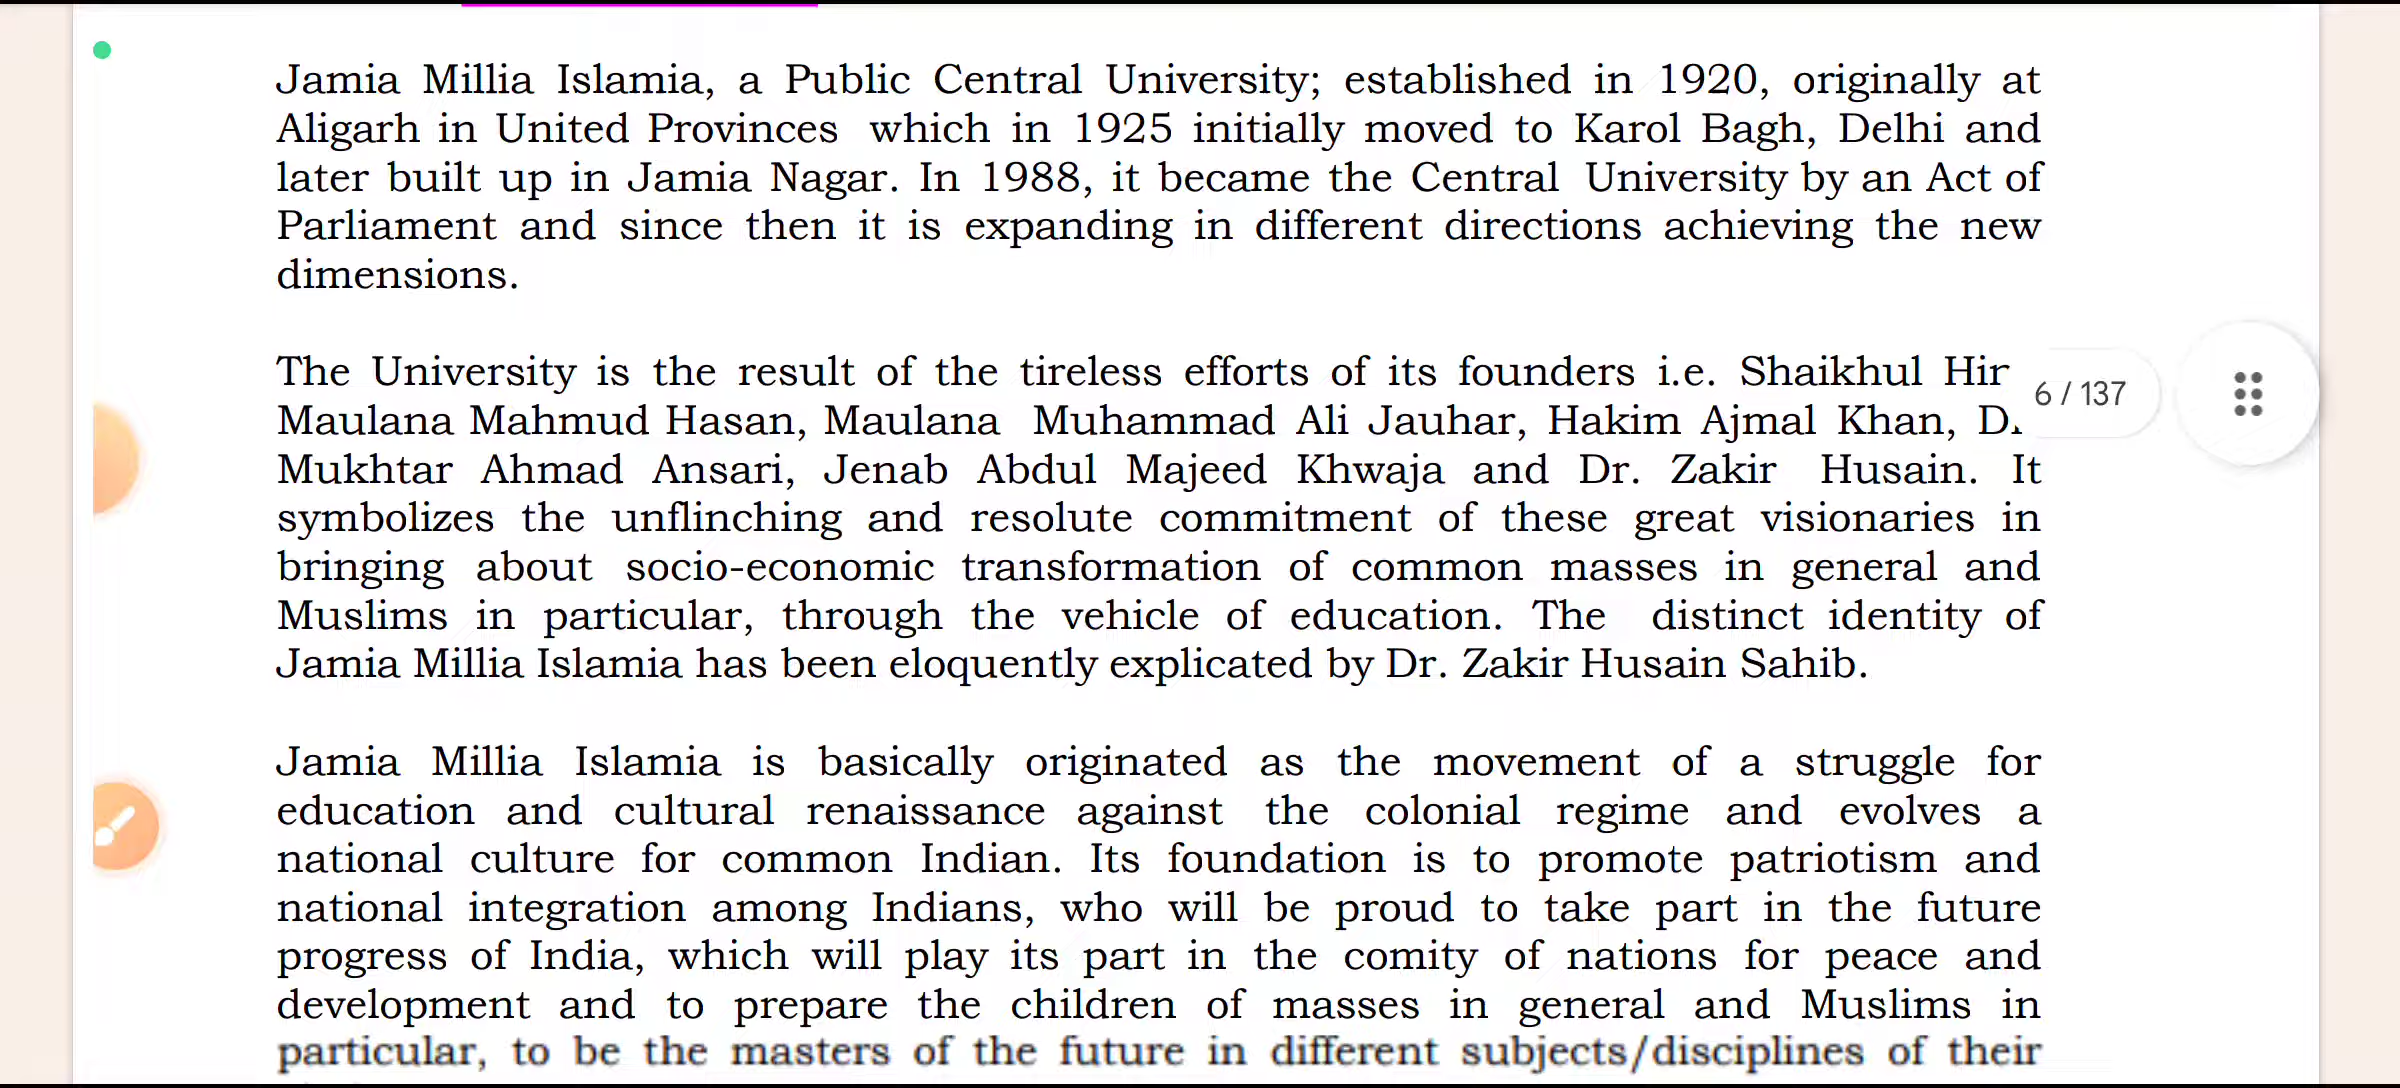 Jamia Millia Islamia, a Public Central University; established in 1920, originally at
Aligarh in United Provinces which in 1925 initially moved to Karol Bagh, Delhi and
later built up in Jamia Nagar. In 1988, it became the Central University by an Act of
Parliament and since then it is expanding in different directions achieving the new
dimensions.
The University is the result of the tireless efforts of its founders i.e. Shaikhul
6 / 137
Maulana Mahmud Hasan, Maulana Muhammad Ali Jauhar, Hakim Ajmal Khan,
Mukhtar Ahmad Ansari, Jenab Abdul Majeed Khwaja and Dr. Zakir Husain. It
symbolizes the unflinching and resolute commitment of these great visionaries in
bringing about socio-economic transformation of common masses in general and
Muslims in particular, through the vehicle of education. The distinct identity of
Jamia Millia Islamia has been eloquently explicated by Dr. Zakir Husain Sahib.
Jamia Millia Islamia is basically originated as the movement of a struggle for
education and cultural renaissance against the colonial regime and evolves a
national culture for common Indian. Its foundation is to promote patriotism and
national integration among Indians, who will be proud to take part in the future
progress of India, which will play its part in the comity of nations for peace and
development and to prepare the children of masses in general and Muslims in
particular, to be the masters of the future in different subjects/disciplines of their